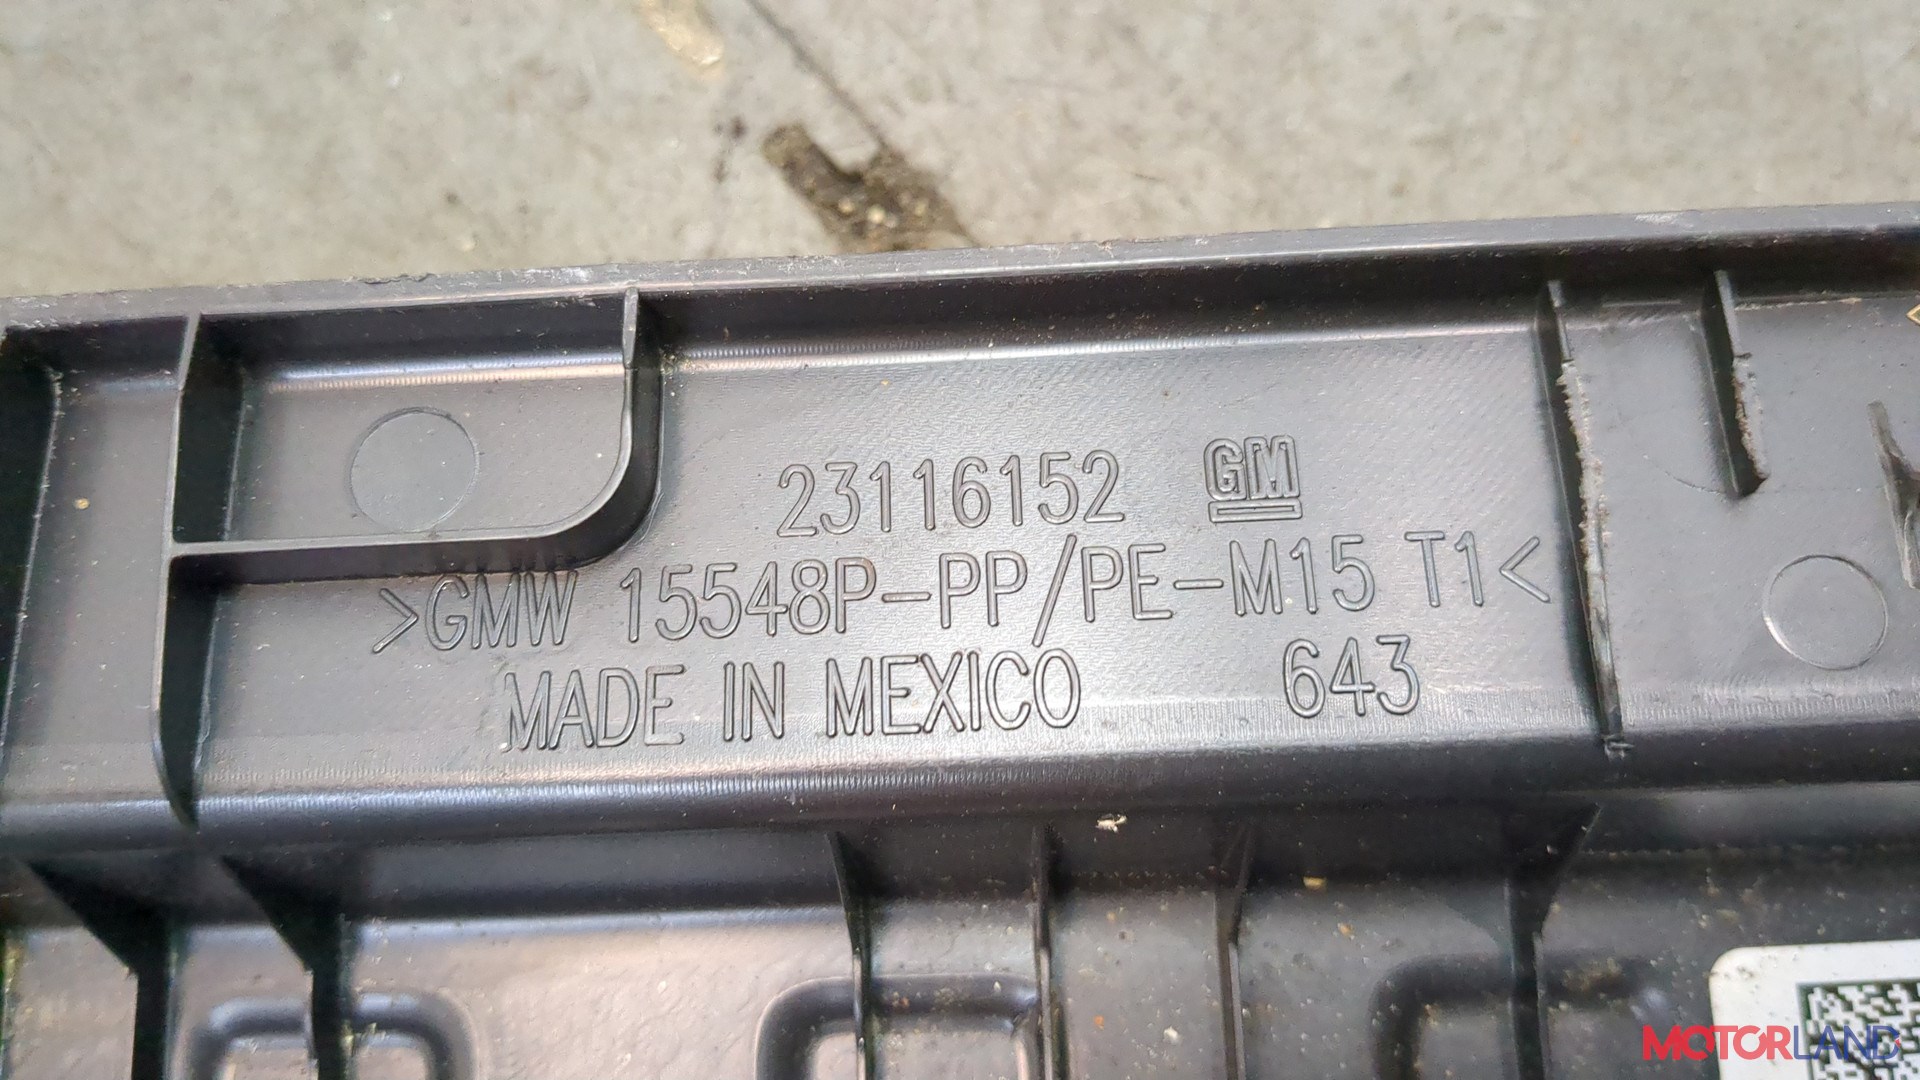 23116152 GM
>GMW 15548P-PP/PE-M15 T1<
MADE IN MEXICO 643
MOTORLAND